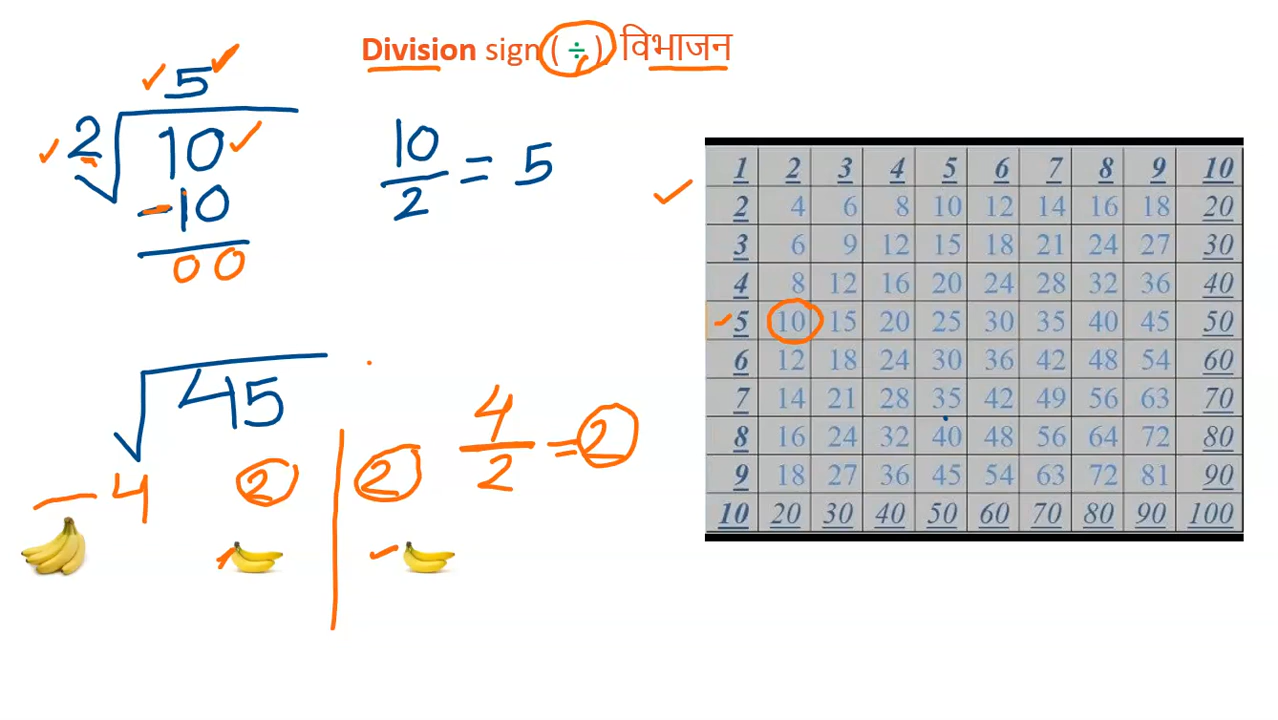 Division sign ( ÷ ) विभाजन
5
2 10
-10
00
10/2 = 5
45
4/2 = 2
4 2 2
1 2 3 4 5 6 7 8 9 10
2 4 6 8 10 12 14 16 18 20
3 6 9 12 15 18 21 24 27 30
4 8 12 16 20 24 28 32 36 40
5 10 15 20 25 30 35 40 45 50
6 12 18 24 30 36 42 48 54 60
7 14 21 28 35 42 49 56 63 70
8 16 24 32 40 48 56 64 72 80
9 18 27 36 45 54 63 72 81 90
10 20 30 40 50 60 70 80 90 100